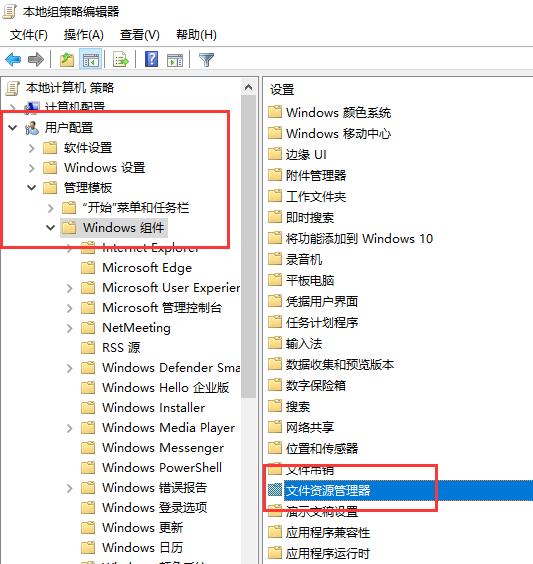 本地组策略编辑器
文件(F) 操作(A) 查看(V) 帮助(H)
本地计算机 策略
计算机配置
用户配置
软件设置
Windows 设置
管理模板
“开始”菜单和任务栏
Windows 组件
Internet Explorer
Microsoft Edge
Microsoft User Experien
Microsoft 管理控制台
NetMeeting
RSS 源
Windows Defender Sma
Windows Hello 企业版
Windows Installer
Windows Media Player
Windows Messenger
Windows PowerShell
Windows 错误报告
Windows 登录选项
Windows 更新
Windows 日历
设置
Windows 颜色系统
Windows 移动中心
边缘 UI
附件管理器
工作文件夹
即时搜索
将功能添加到 Windows 10
录音机
平板电脑
凭据用户界面
任务计划程序
输入法
数据收集和预览版本
数字保险箱
搜索
网络共享
位置和传感器
文件吊销
文件资源管理器
演示文稿设置
应用程序兼容性
应用程序运行时